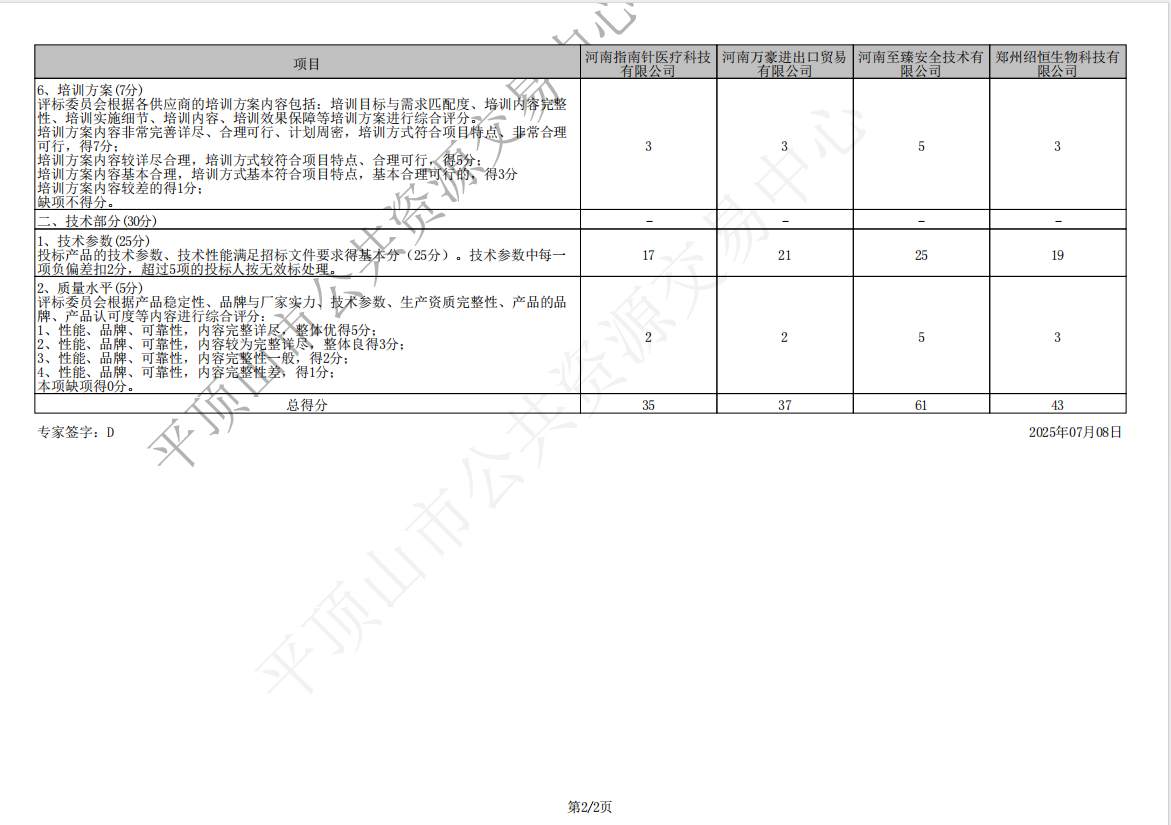 项目
河南指南针医疗科技
有限公司
河南万豪进出口贸易
有限公司
河南至臻安全技术有
限公司
郑州绍恒生物科技有
限公司
6、培训方案(7分)
评标委员会根据各供应商的培训方案内容包括：培训目标与需求匹配度、培训内容完整
性、培训实施细节、培训内容、培训效果保障等培训方案进行综合评分。
培训方案内容非常完善详尽、合理可行、计划周密，培训方式符合项目特点、非常合理
可行，得7分；
培训方案内容较详尽合理，培训方式较符合项目特点、合理可行，得5分；
培训方案内容基本合理，培训方式基本符合项目特点，基本合理可行的，得3分
培训方案内容较差的得1分；
缺项不得分。
3
3
5
3
二、技术部分(30分)
－
－
－
－
1、技术参数(25分)
投标产品的技术参数、技术性能满足招标文件要求得基本分（25分）。技术参数中每一
项负偏差扣2分，超过5项的投标人按无效标处理。
17
21
25
19
2、质量水平(5分)
评标委员会根据产品稳定性、品牌与厂家实力、技术参数、生产资质完整性、产品的品
牌、产品认可度等内容进行综合评分：
1、性能、品牌、可靠性，内容完整详尽，整体优得5分；
2、性能、品牌、可靠性，内容较为完整详尽，整体良得3分；
3、性能、品牌、可靠性，内容完整性一般，得2分；
4、性能、品牌、可靠性，内容完整性差，得1分；
本项缺项得0分。
2
2
5
3
总得分
35
37
61
43
专家签字：D
2025年07月08日
平顶山市公共资源交易中心
平顶山市公共资源交易中心
第2/2页